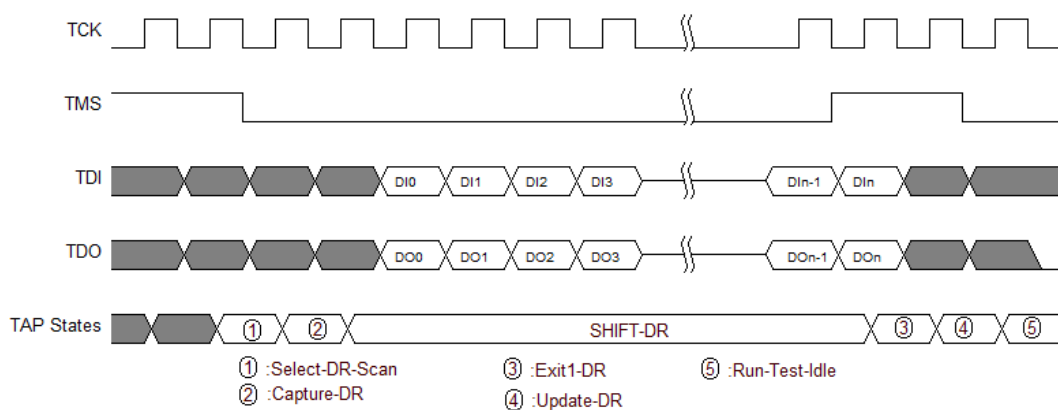 TCK
TMS
TDI DI0 DI1 DI2 DI3 DIn-1 DIn
TDO DO0 DO1 DO2 DO3 DOn-1 DOn
TAP States ① ② SHIFT-DR ③ ④ ⑤
① :Select-DR-Scan ③ :Exit1-DR ⑤ :Run-Test-Idle
② :Capture-DR ④ :Update-DR